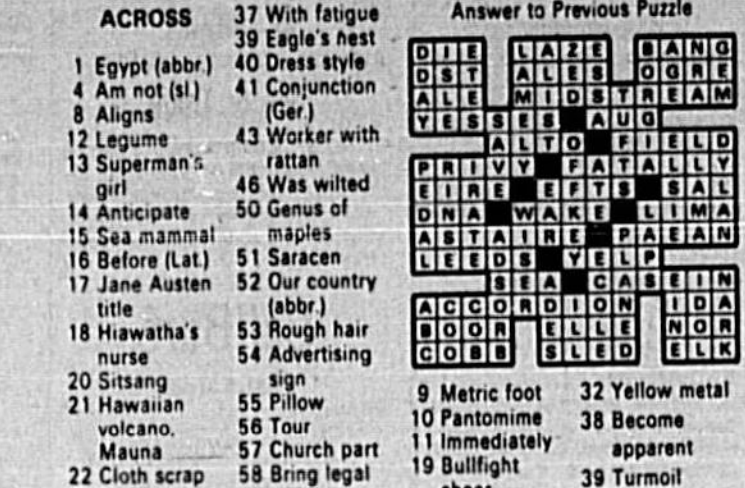 ACROSS
1 Egypt (abbr.)
4 Am not (sl.)
8 Aligns
12 Legume
13 Superman's
girl
14 Anticipate
15 Sea mammal
16 Before (Lat.)
17 Jane Austen
title
18 Hiawatha's
nurse
20 Sitsang
21 Hawaiian
volcano,
Mauna
22 Cloth scrap
37 With fatigue
39 Eagle's nest
40 Dress style
41 Conjunction
(Ger.)
43 Worker with
rattan
46 Was wilted
50 Genus of
maples
51 Saracen
52 Our country
(abbr.)
53 Rough hair
54 Advertising
sign
55 Pillow
56 Tour
57 Church part
58 Bring legal
Answer to Previous Puzzle
DIE LAZE BANG
DST ALES OGRE
ALE MIDSTREAM
YESSES AUG
ALTO FIELD
PRIVY FATALLY
EIRE EFTS SAL
DNA WAKE LIMA
ASTAIRE PAEAN
LEEDS YELP
SEA CASEIN
ACCORDION IDA
BOOR ELLE NOR
COBB SLED ELK
9 Metric foot
10 Pantomime
11 Immediately
19 Bullfight
32 Yellow metal
38 Become
apparent
39 Turmoil